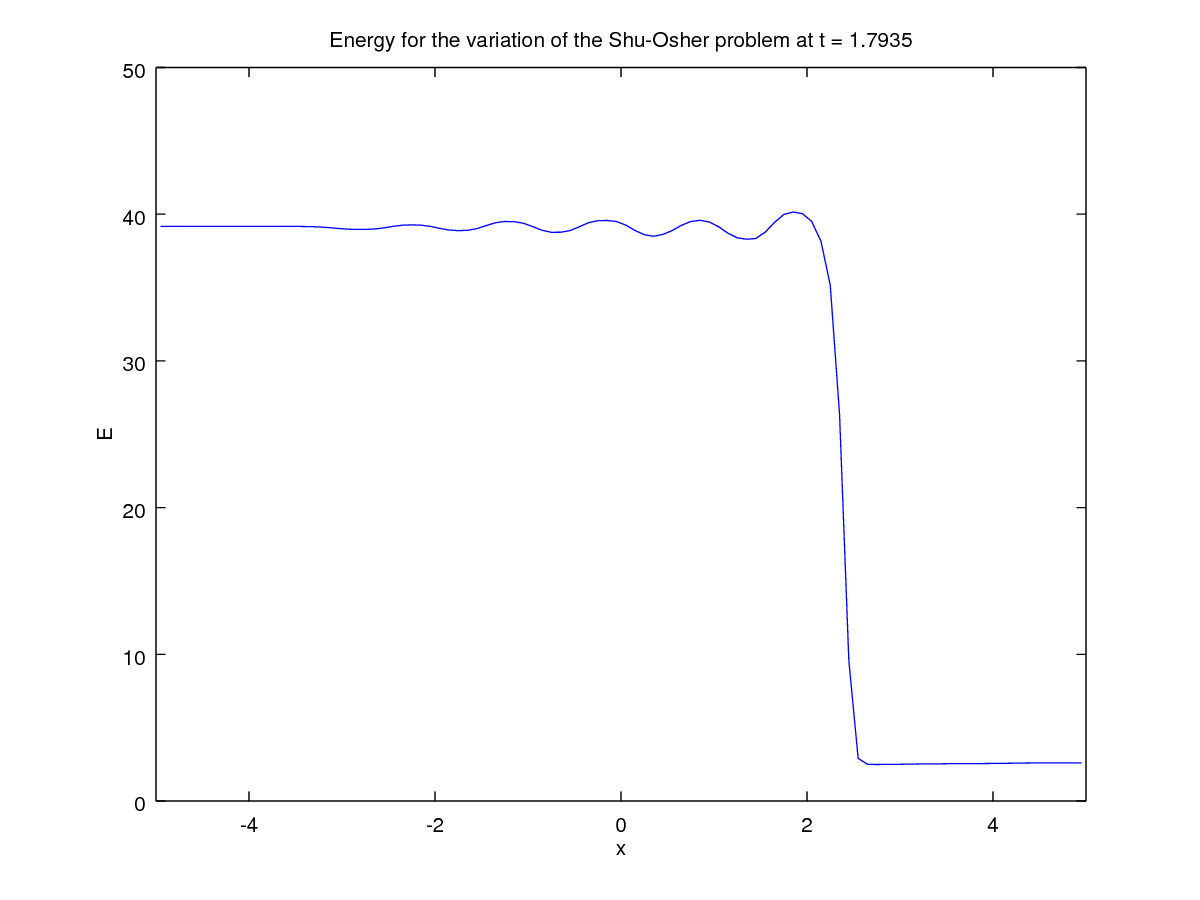 Energy for the variation of the Shu-Osher problem at t = 1.7935
50
40
30
20
10
0
E
-4 -2 0 2 4
x